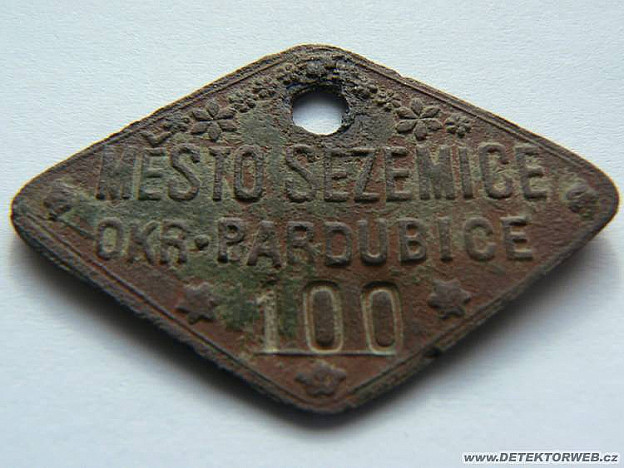 MĚSTO SEZEMICE
OKR·PARDUBICE
100
www.DETEKTORWEB.cz